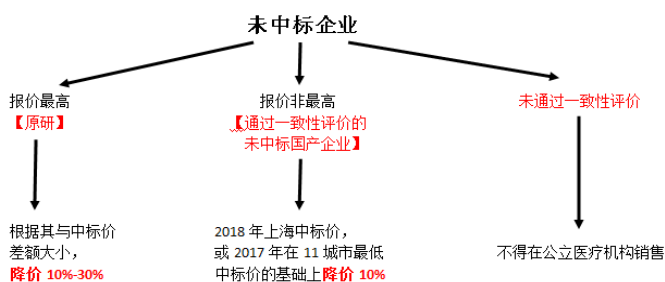 未中标企业
报价最高
【原研】
报价非最高
【通过一致性评价的
未中标国产企业】
未通过一致性评价
根据其与中标价
差额大小，
降价 10%-30%
2018 年上海中标价，
或 2017 年在 11 城市最低
中标价的基础上降价 10%
不得在公立医疗机构销售